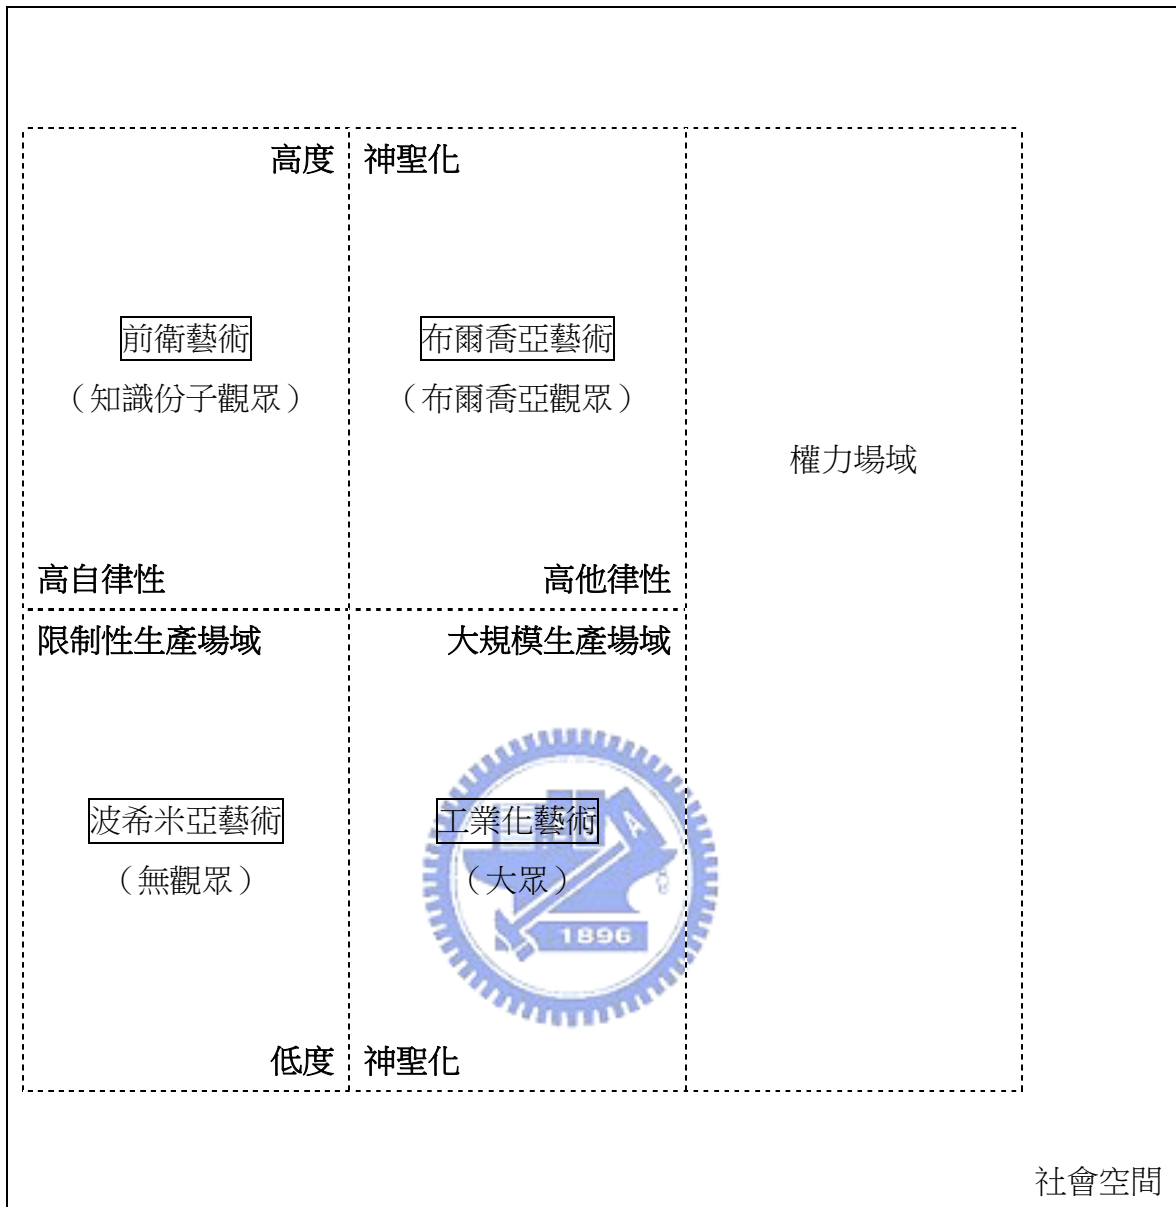 高度 神聖化
前衛藝術 布爾喬亞藝術
（知識份子觀眾） （布爾喬亞觀眾）
權力場域
高自律性 高他律性
限制性生產場域 大規模生產場域
波希米亞藝術 工業化藝術
（無觀眾） （大眾）
1896
低度 神聖化
社會空間